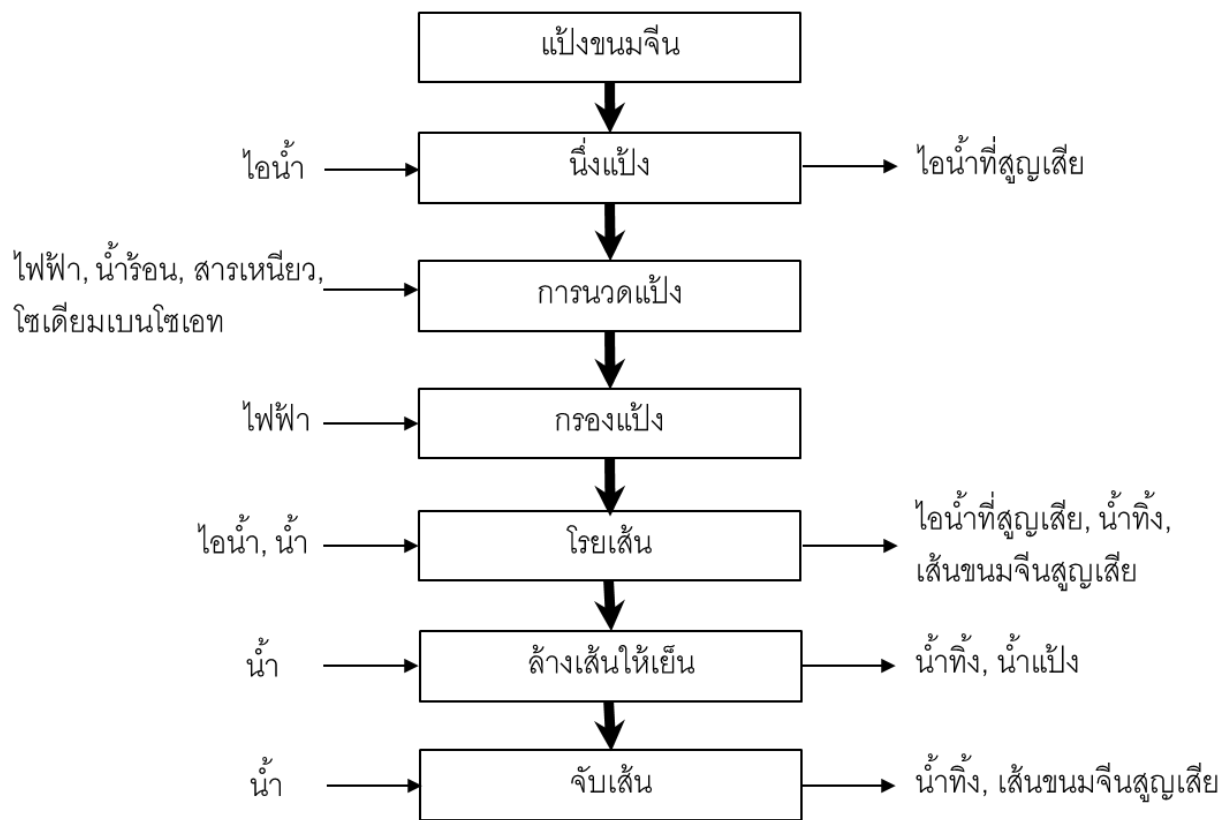 แป้งขนมจีน
ไอน้ำ
นึ่งแป้ง
ไอน้ำที่สูญเสีย
ไฟฟ้า, น้ำร้อน, สารเหนียว,
โซเดียมเบนโซเอท
การนวดแป้ง
ไฟฟ้า
กรองแป้ง
ไอน้ำ, น้ำ
โรยเส้น
ไอน้ำที่สูญเสีย, น้ำทิ้ง,
เส้นขนมจีนสูญเสีย
น้ำ
ล้างเส้นให้เย็น
น้ำทิ้ง, น้ำแป้ง
น้ำ
จับเส้น
น้ำทิ้ง, เส้นขนมจีนสูญเสีย